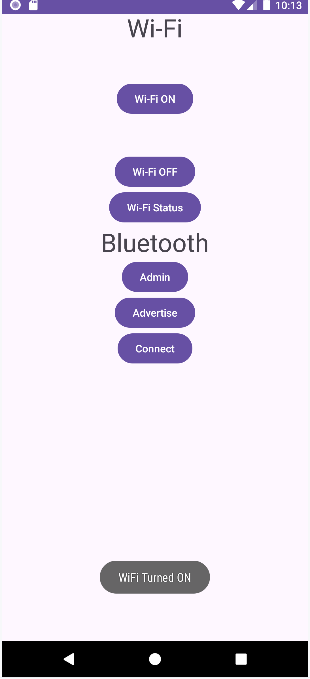 10:13
Wi-Fi
Wi-Fi ON
Wi-Fi OFF
Wi-Fi Status
Bluetooth
Admin
Advertise
Connect
WiFi Turned ON